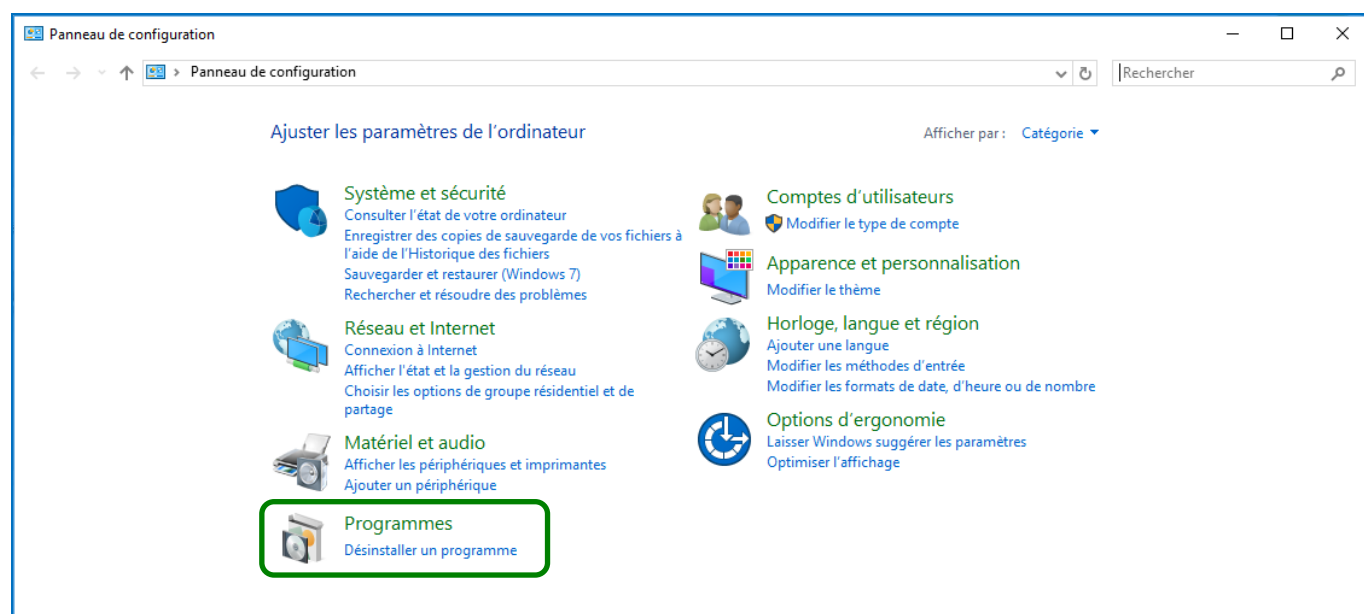 Panneau de configuration
Panneau de configuration
Rechercher
Ajuster les paramètres de l’ordinateur
Afficher par : Catégorie
Système et sécurité
Consulter l’état de votre ordinateur
Enregistrer des copies de sauvegarde de vos fichiers à
l’aide de l’Historique des fichiers
Sauvegarder et restaurer (Windows 7)
Rechercher et résoudre des problèmes
Réseau et Internet
Connexion à Internet
Afficher l’état et la gestion du réseau
Choisir les options de groupe résidentiel et de
partage
Matériel et audio
Afficher les périphériques et imprimantes
Ajouter un périphérique
Programmes
Désinstaller un programme
Comptes d’utilisateurs
Modifier le type de compte
Apparence et personnalisation
Modifier le thème
Horloge, langue et région
Ajouter une langue
Modifier les méthodes d’entrée
Modifier les formats de date, d’heure ou de nombre
Options d’ergonomie
Laisser Windows suggérer les paramètres
Optimiser l’affichage